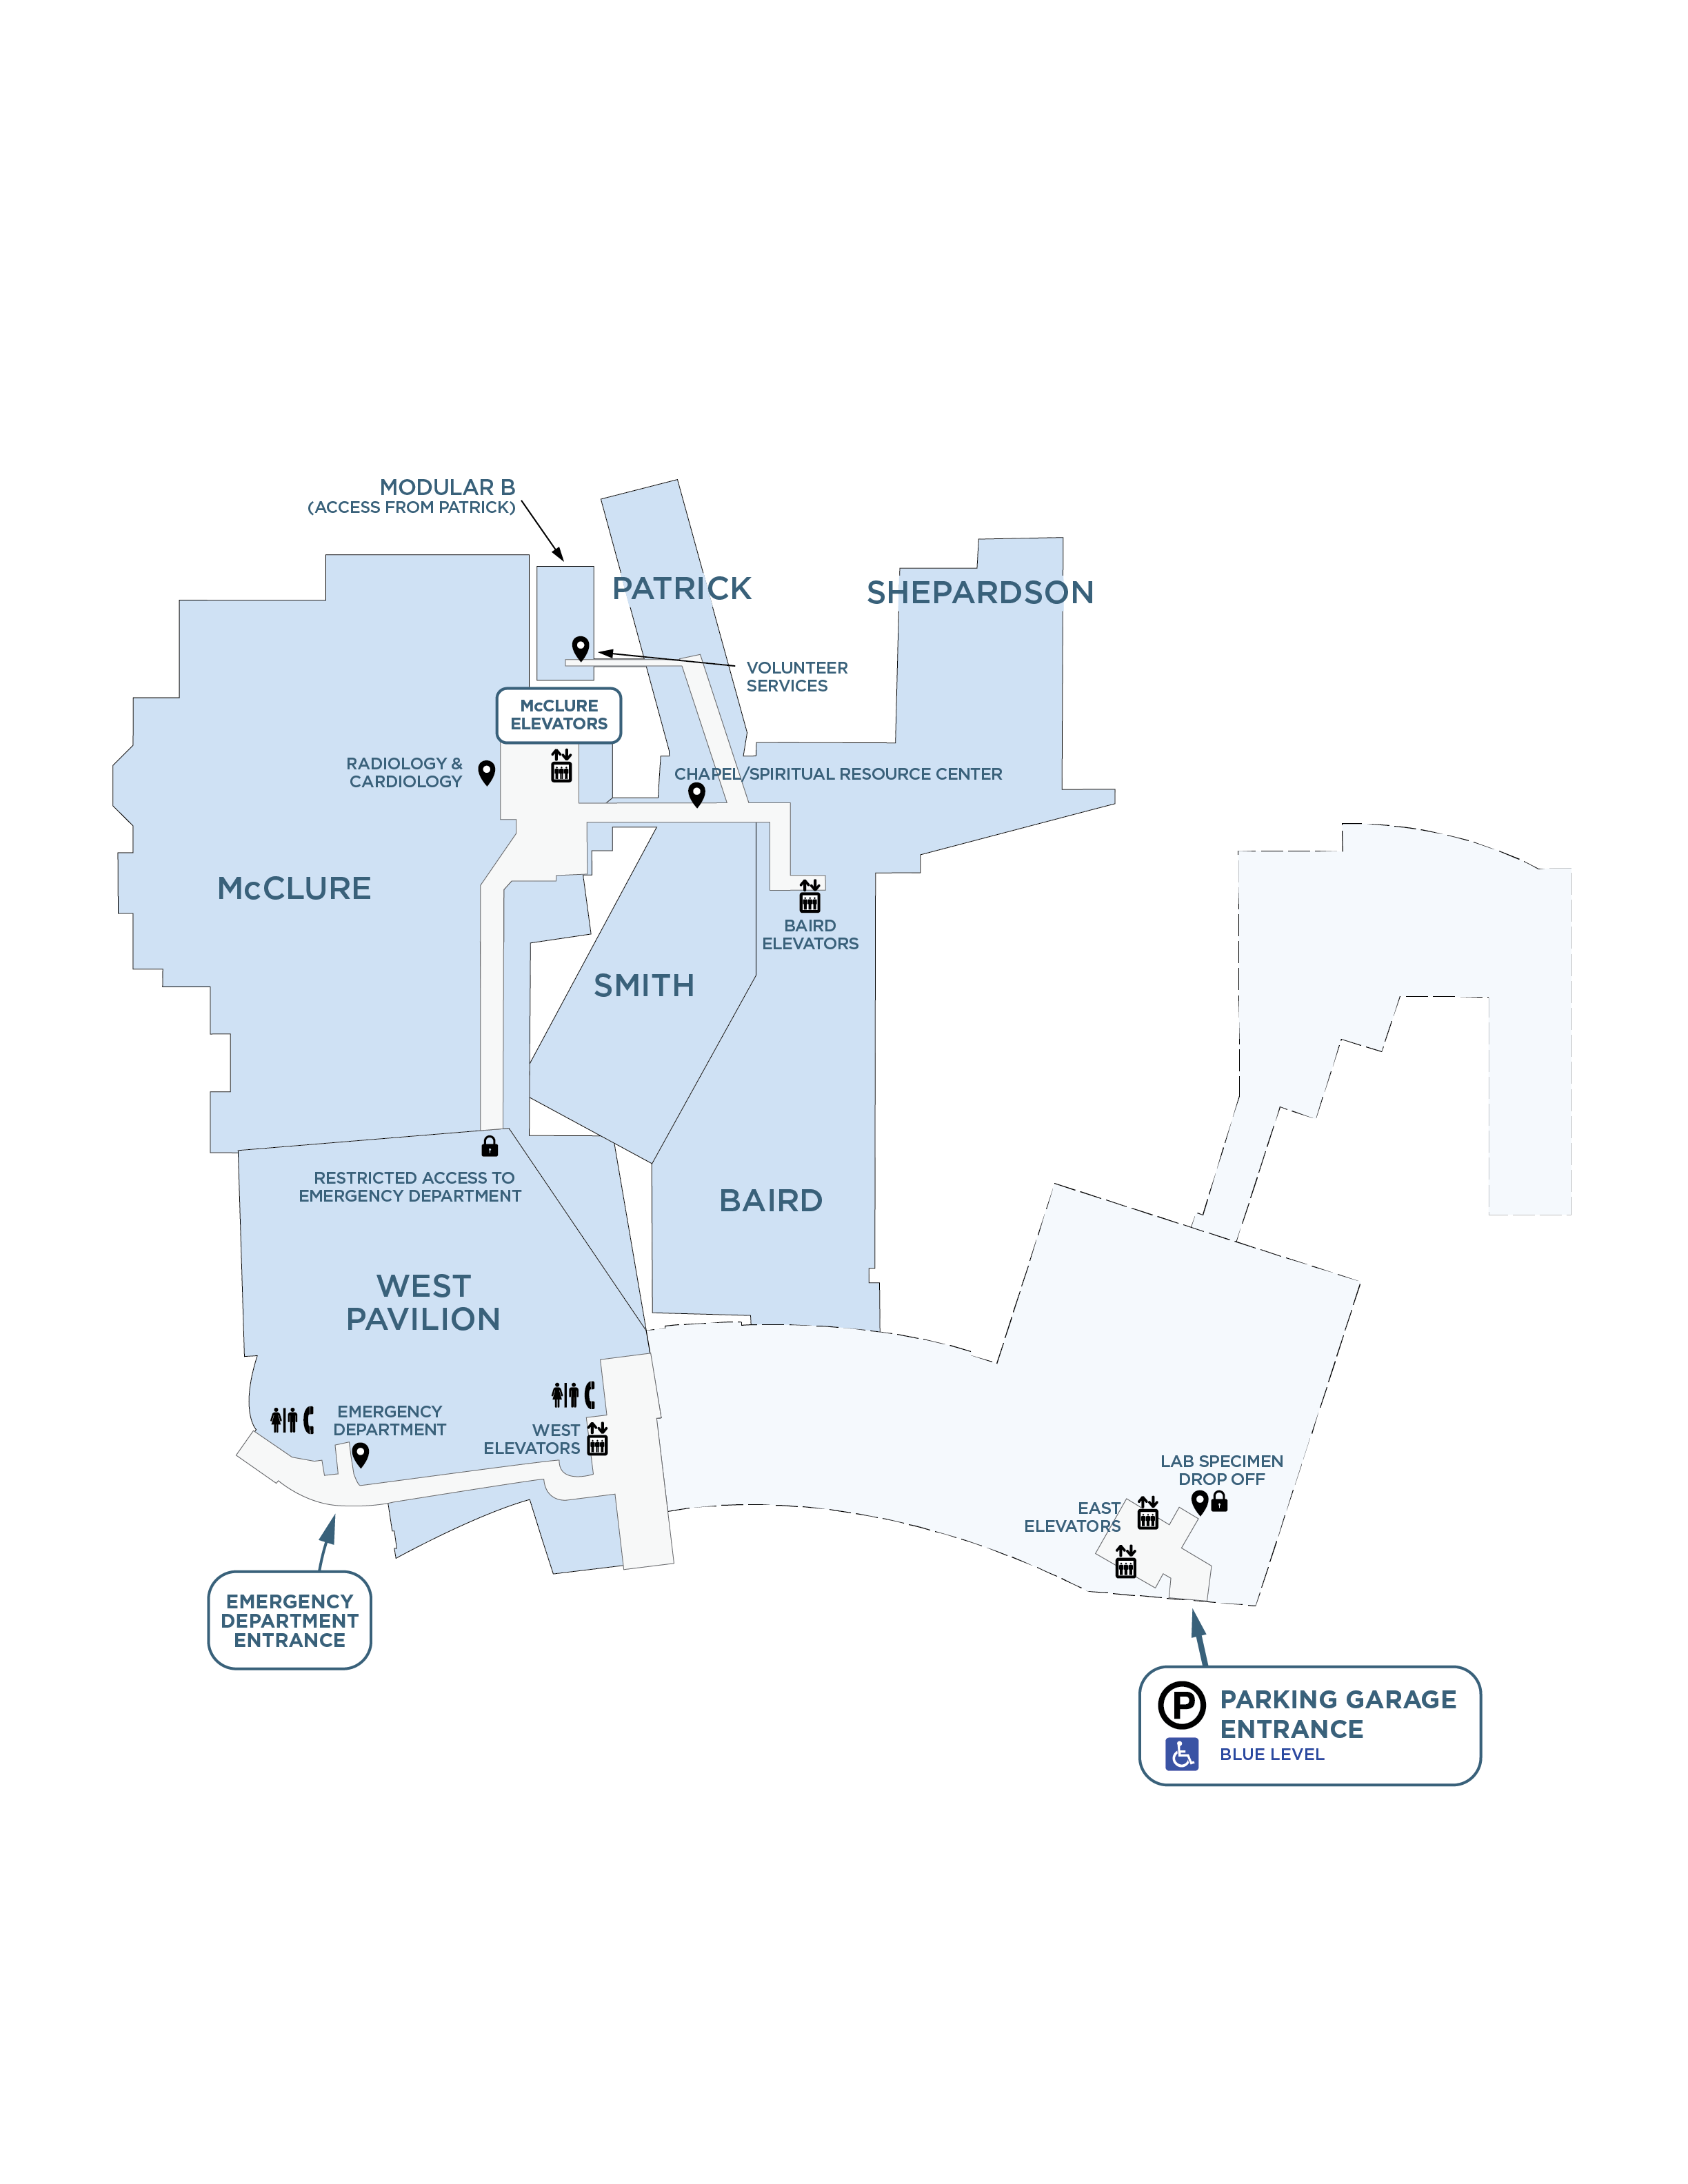 MODULAR B
(ACCESS FROM PATRICK)
PATRICK
SHEPARDSON
VOLUNTEER
SERVICES
McCLURE
ELEVATORS
RADIOLOGY &
CARDIOLOGY
CHAPEL/SPIRITUAL RESOURCE CENTER
McCLURE
BAIRD
ELEVATORS
SMITH
RESTRICTED ACCESS TO
EMERGENCY DEPARTMENT
BAIRD
WEST
PAVILION
EMERGENCY
DEPARTMENT
WEST
ELEVATORS
LAB SPECIMEN
DROP OFF
EAST
ELEVATORS
EMERGENCY
DEPARTMENT
ENTRANCE
P
PARKING GARAGE
ENTRANCE
BLUE LEVEL